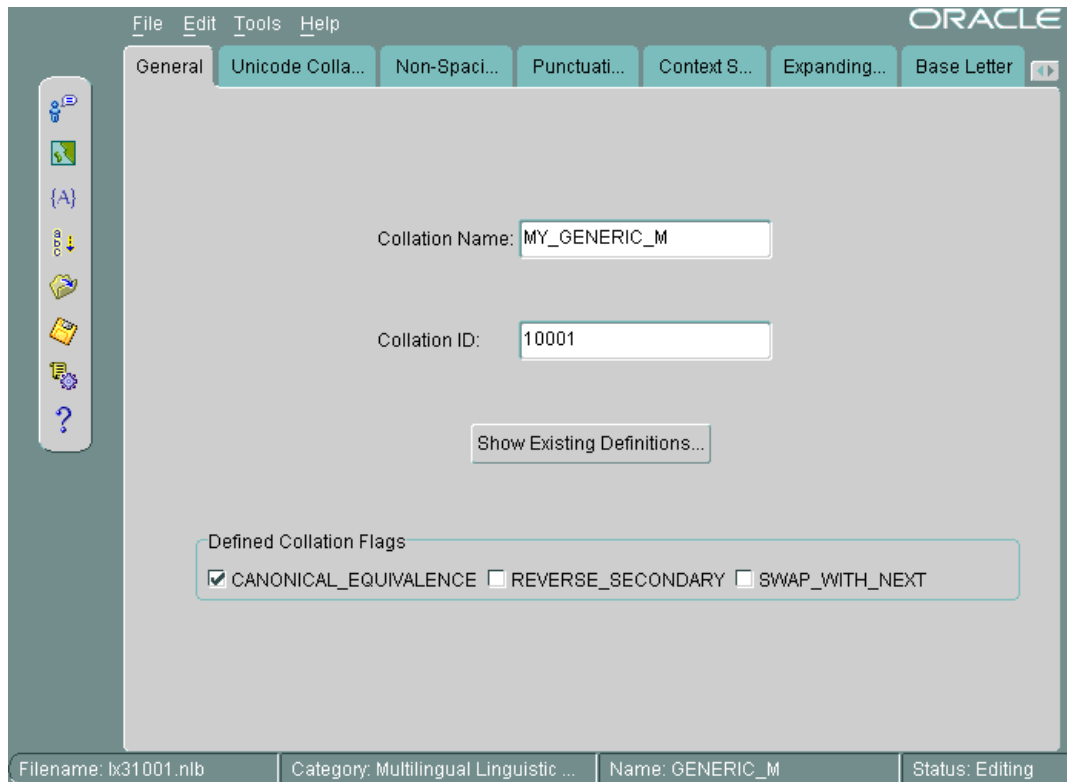 File Edit Tools Help
ORACLE
General Unicode Colla... Non-Spaci... Punctuati... Context S... Expanding... Base Letter
{A}
a
b
c
?
Collation Name: MY_GENERIC_M
Collation ID: 10001
Show Existing Definitions...
Defined Collation Flags
CANONICAL_EQUIVALENCE REVERSE_SECONDARY SWAP_WITH_NEXT
Filename: lx31001.nlb Category: Multilingual Linguistic ... Name: GENERIC_M Status: Editing